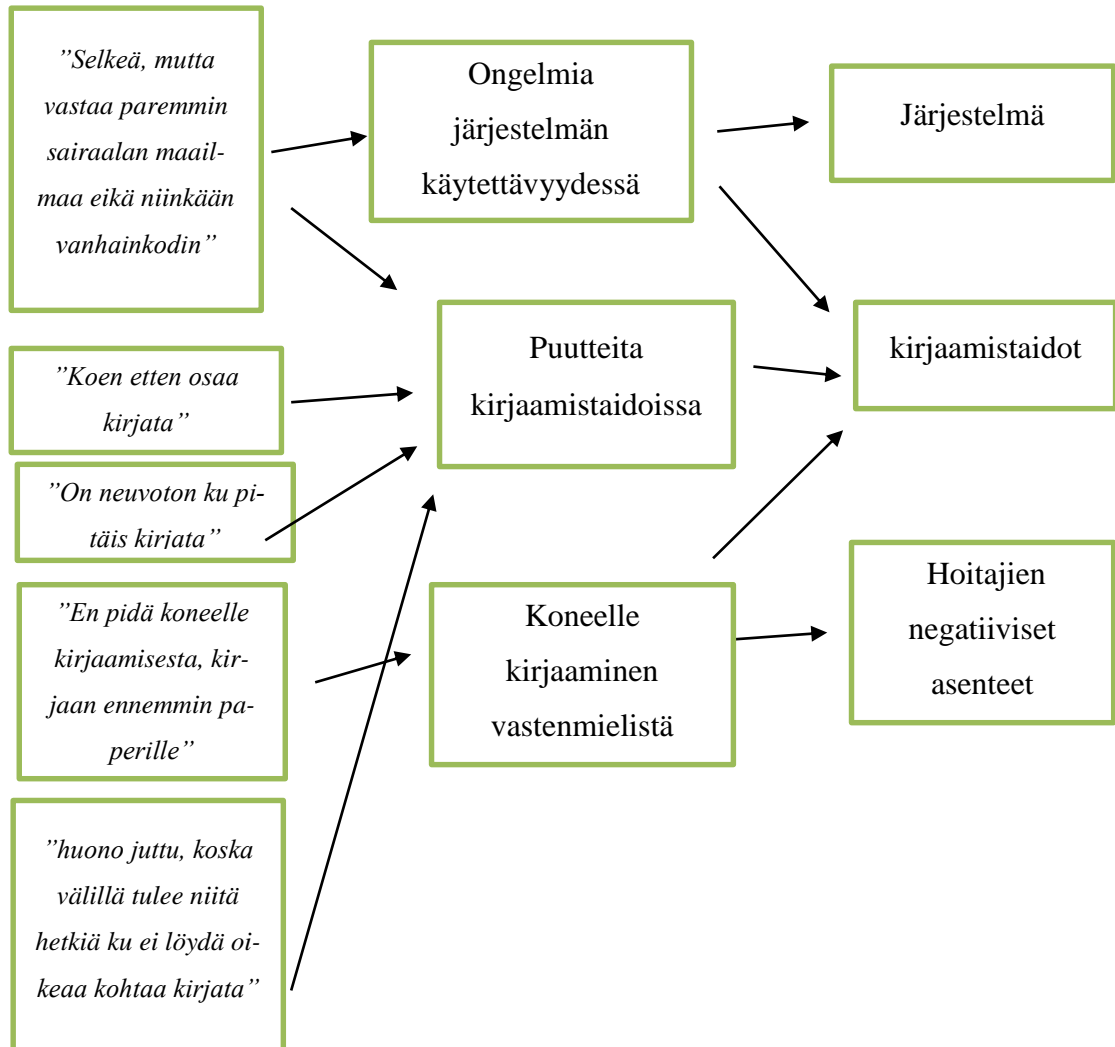 ”Selkeä, mutta
vastaa paremmin
sairaalan maail-
maa eikä niinkään
vanhainkodin”
”Koen etten osaa
kirjata”
”On neuvoton ku pi-
täis kirjata”
”En pidä koneelle
kirjaamisesta, kir-
jaan ennemmin pa-
perille”
”huono juttu, koska
välillä tulee niitä
hetkiä ku ei löydä oi-
keaa kohtaa kirjata”
Ongelmia
järjestelmän
käytettävyydessä
Puutteita
kirjaamistaidoissa
Koneelle
kirjaaminen
vastenmielistä
Järjestelmä
kirjaamistaidot
Hoitajien
negatiiviset
asenteet